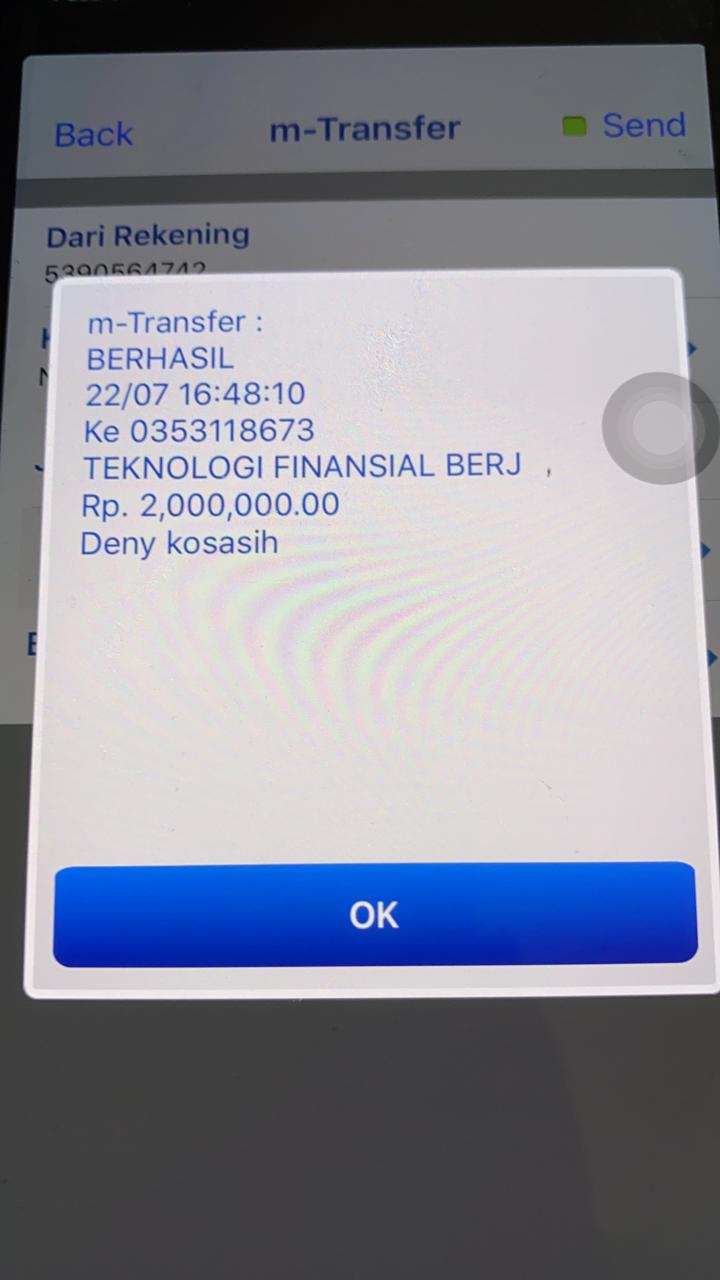 Back
m-Transfer
Send
Dari Rekening
5390564742
m-Transfer :
BERHASIL
22/07 16:48:10
Ke 0353118673
TEKNOLOGI FINANSIAL BERJ ,
Rp. 2,000,000.00
Deny kosasih
OK